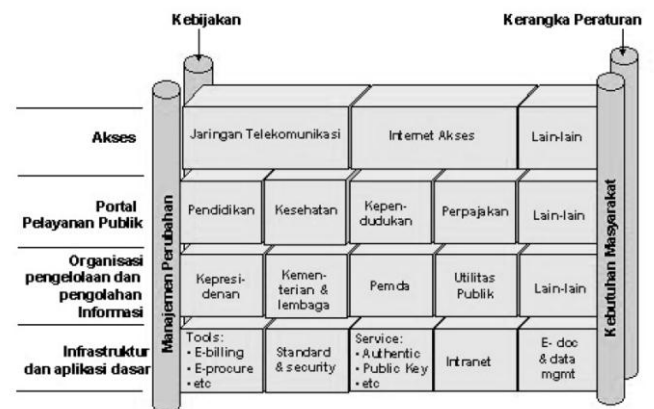 Kebijakan
Kerangka Peraturan
Manajemen Perubahan
Kebutuhan Masyarakat
Akses
Jaringan Telekomunikasi
Internet Akses
Lain-lain
Portal
Pelayanan Publik
Pendidikan
Kesehatan
Kepen-
dudukan
Perpajakan
Lain-lain
Organisasi
pengelolaan dan
pengolahan
Informasi
Kepresi-
denan
Kemen-
terian &
lembaga
Pemda
Utilitas
Publik
Lain-lain
Infrastruktur
dan aplikasi dasar
Tools:
• E-billing
• E-procure
• etc
Standard
& security
Service:
• Authentic
• Public Key
• etc
Intranet
E- doc
& data
mgmt